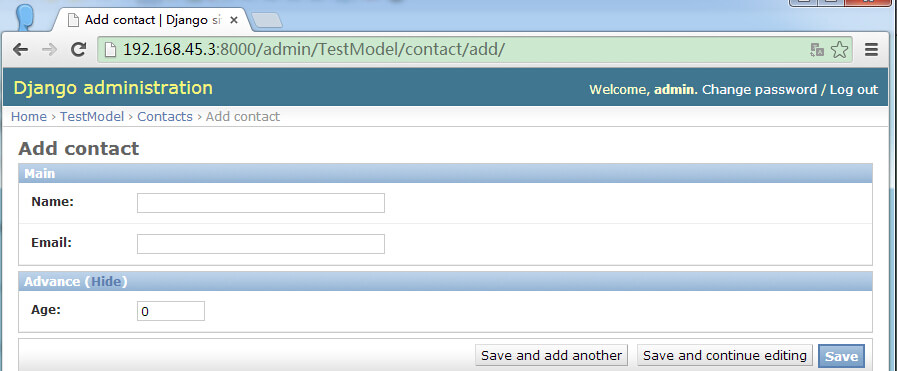 Add contact | Django si
192.168.45.3:8000/admin/TestModel/contact/add/
Django administration
Welcome, admin. Change password / Log out
Home › TestModel › Contacts › Add contact
Add contact
Main
Name:
Email:
Advance (Hide)
Age:
0
Save and add another
Save and continue editing
Save